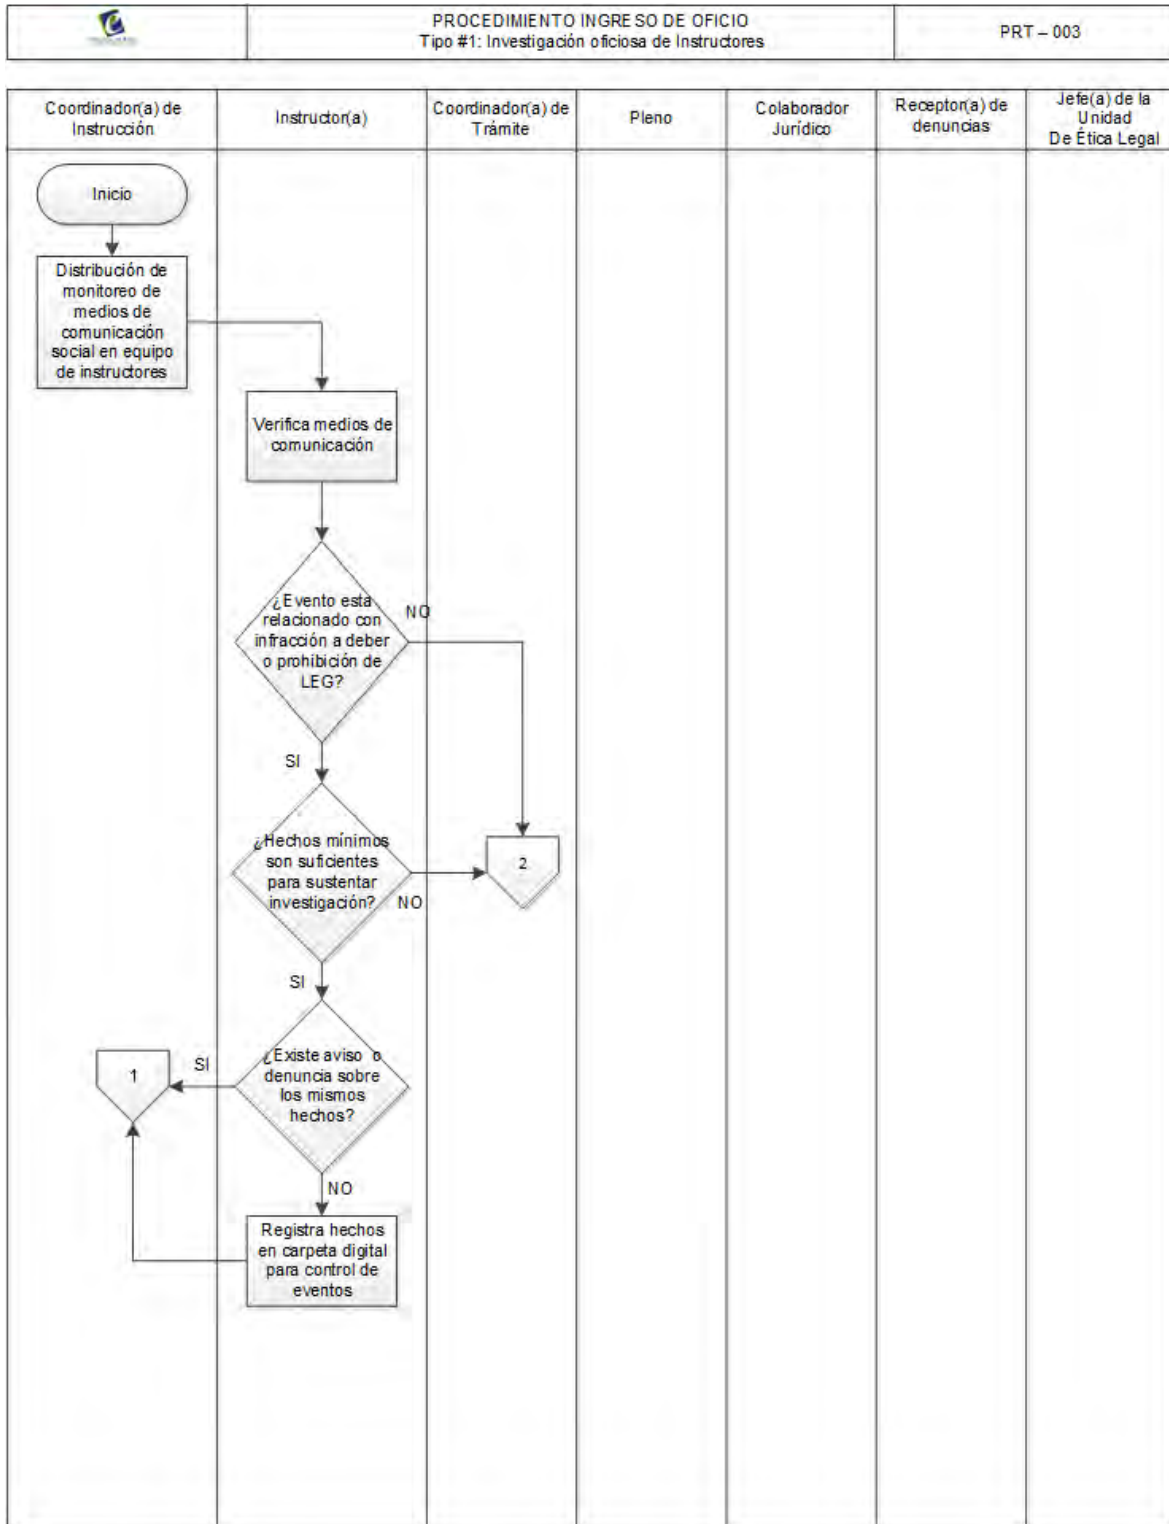 PROCEDIMIENTO INGRESO DE OFICIO
Tipo #1: Investigación oficiosa de Instructores
PRT – 003
Coordinador(a) de
Instrucción
Instructor(a)
Coordinador(a) de
Trámite
Pleno
Colaborador
Jurídico
Receptor(a) de
denuncias
Jefe(a) de la
Unidad
De Ética Legal
Inicio
Distribución de
monitoreo de
medios de
comunicación
social en equipo
de instructores
Verifica medios de
comunicación
¿Evento esta
relacionado con
infracción a deber
o prohibición de
LEG?
NO
SI
¿Hechos mínimos
son suficientes
para sustentar
investigación?
NO
2
SI
¿Existe aviso o
denuncia sobre
los mismos
hechos?
SI
1
NO
Registra hechos
en carpeta digital
para control de
eventos